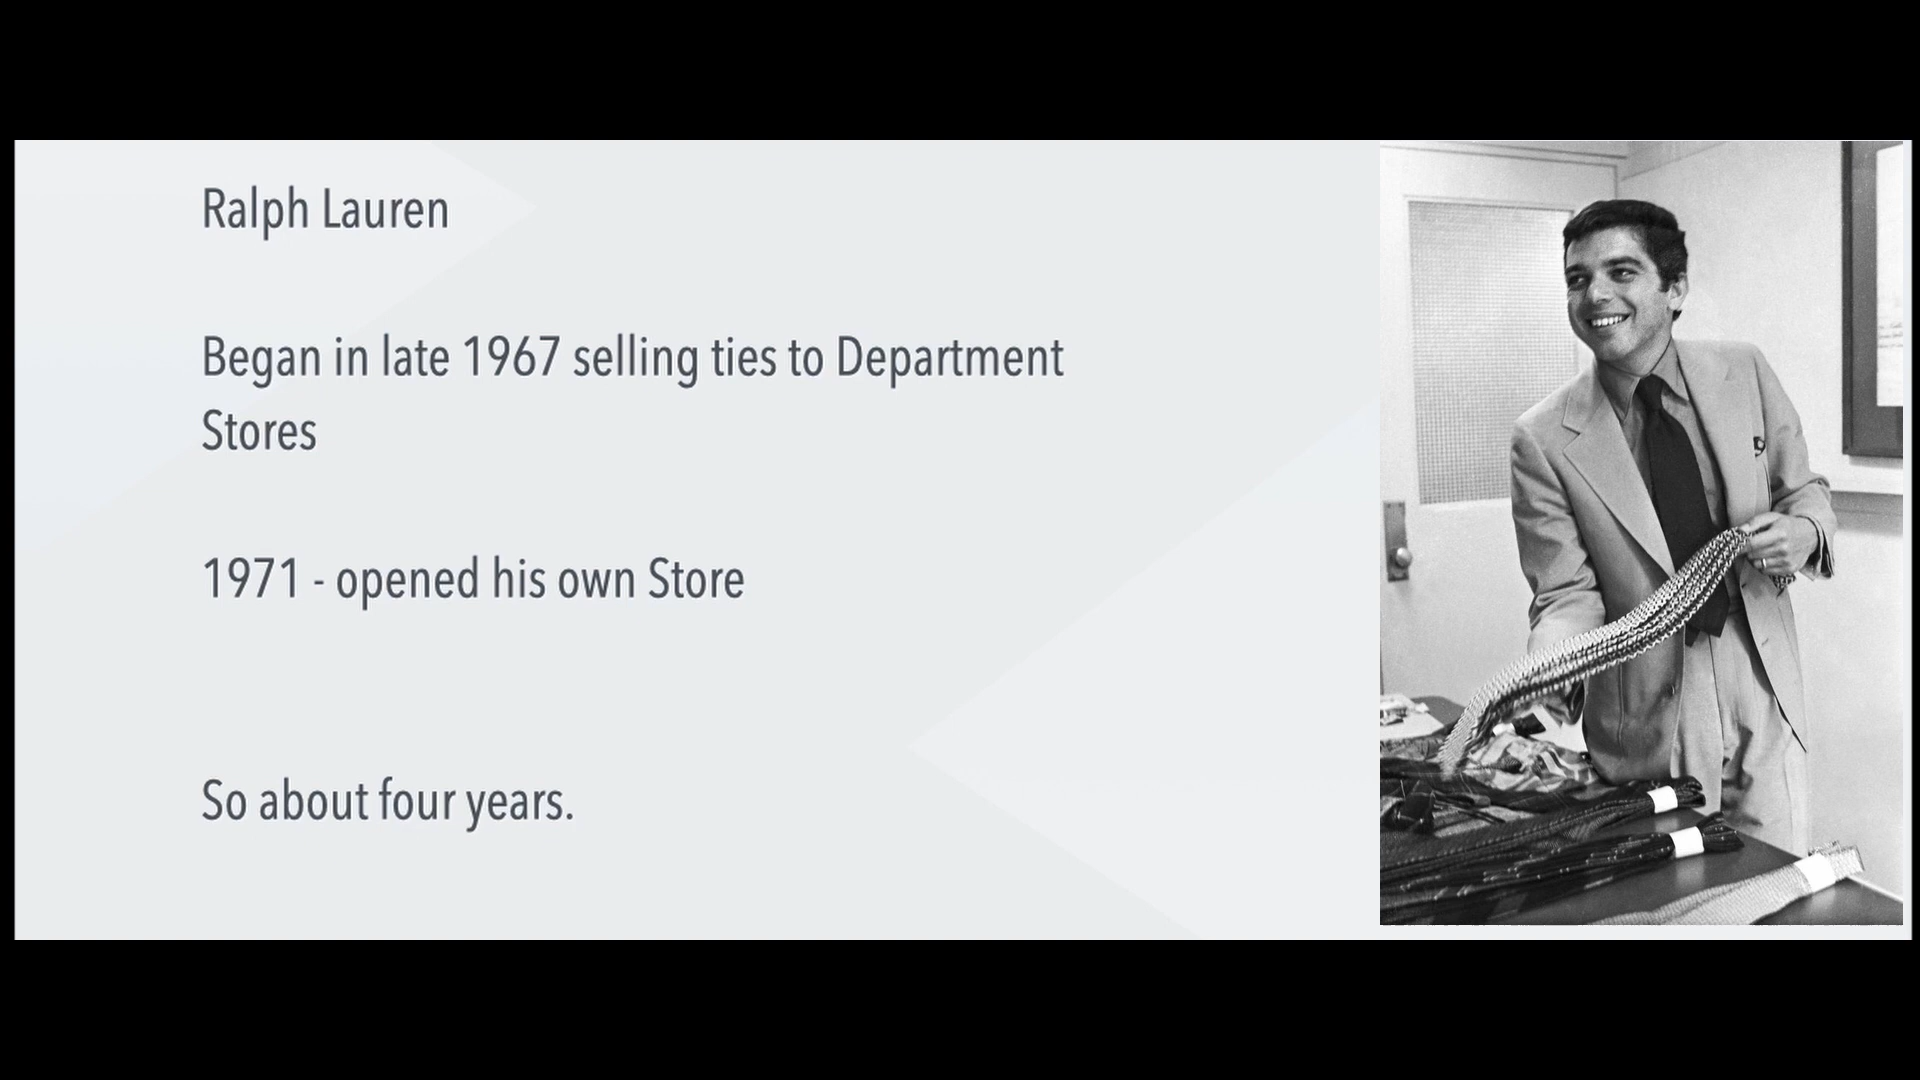 Ralph Lauren
Began in late 1967 selling ties to Department
Stores
1971 - opened his own Store
So about four years.